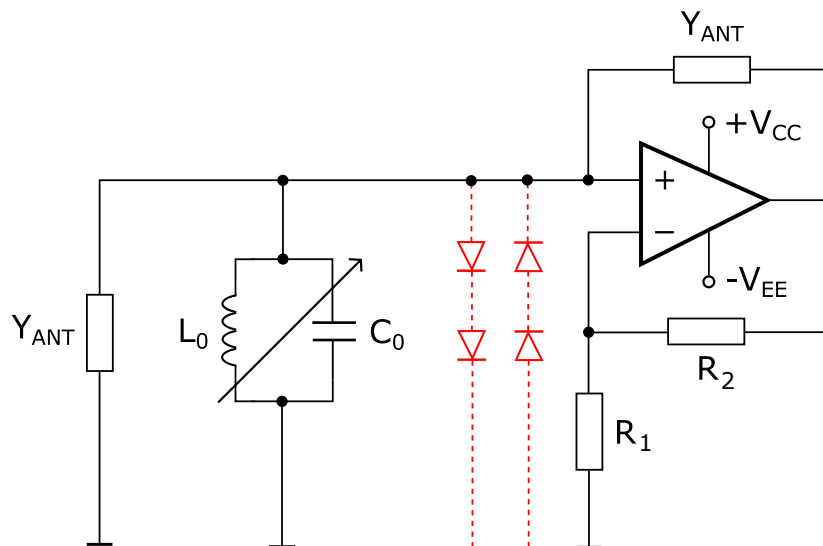 Y_ANT
+V_CC
+
−
-V_EE
Y_ANT
L_0
C_0
R_2
R_1